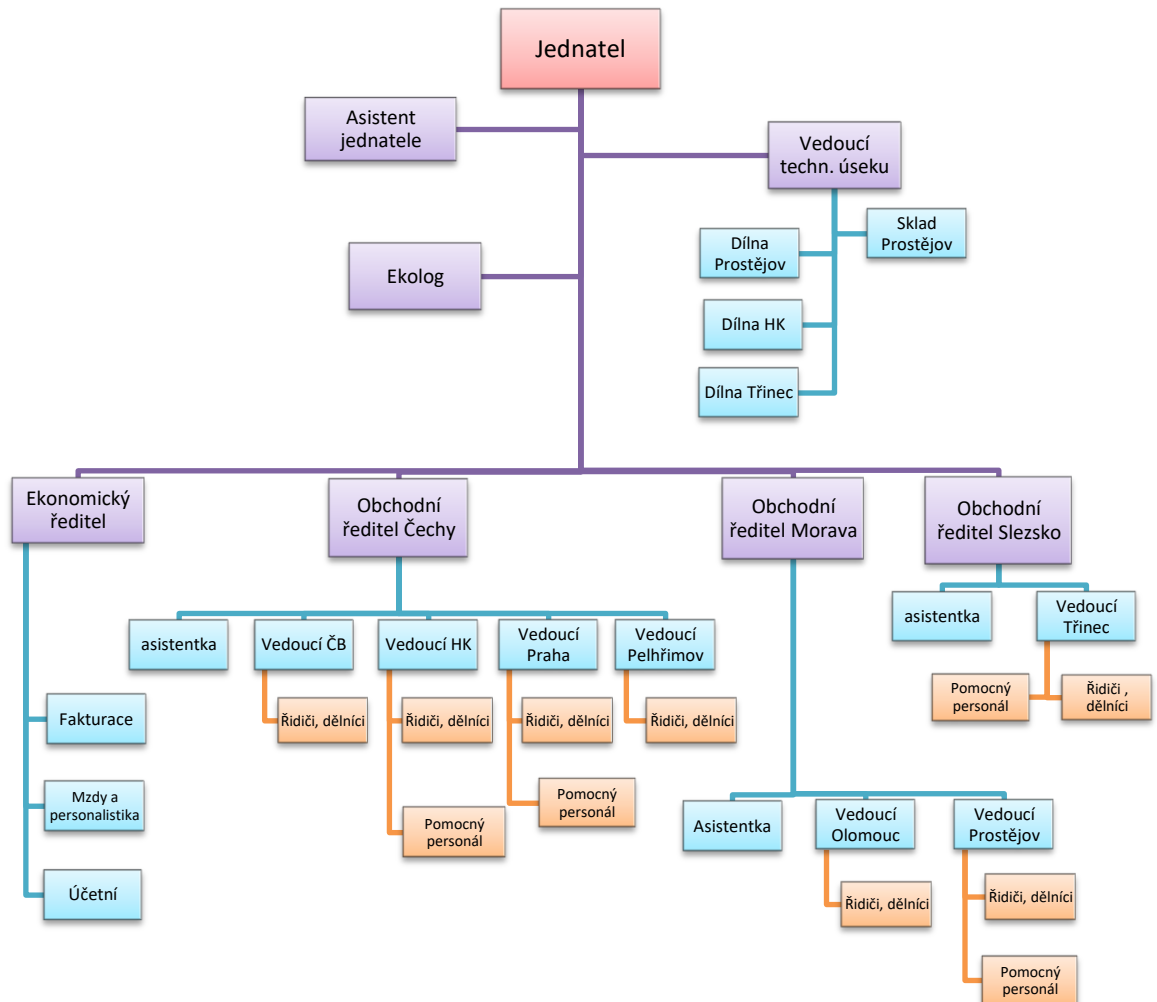 Jednatel
Asistent
jednatele
Vedoucí
techn. úseku
Sklad
Prostějov
Dílna
Prostějov
Ekolog
Dílna HK
Dílna Třinec
Ekonomický
ředitel
Obchodní
ředitel Čechy
Obchodní
ředitel Morava
Obchodní
ředitel Slezsko
asistentka
Vedoucí ČB
Vedoucí HK
Vedoucí
Praha
Vedoucí
Pelhřimov
asistentka
Vedoucí
Třinec
Pomocný
personál
Řidiči ,
dělníci
Fakturace
Řidiči, dělníci
Řidiči, dělníci
Řidiči, dělníci
Řidiči, dělníci
Mzdy a
personalistika
Pomocný
personál
Pomocný
personál
Asistentka
Vedoucí
Olomouc
Vedoucí
Prostějov
Účetní
Řidiči, dělníci
Řidiči, dělníci
Pomocný
personál